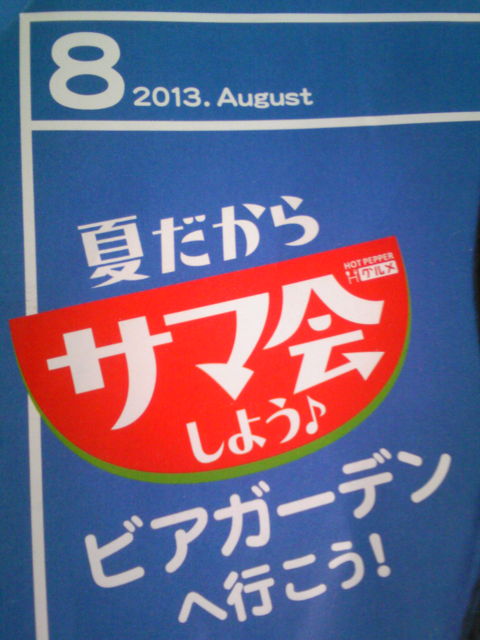 8 2013. August
夏だから
HOT PEPPER
グルメ
サマ会
しよう♪
ビアガーデン
へ行こう!